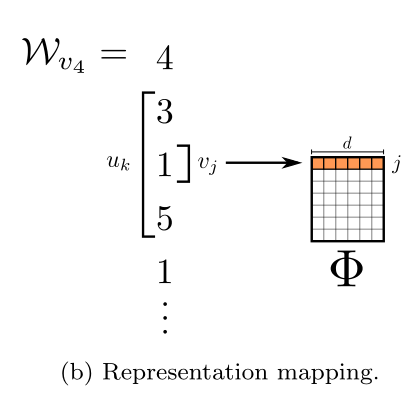 𝒲_{v_4} = 4
3
u_k 1 v_j
5
1
⋮
d
j
Φ
(b) Representation mapping.